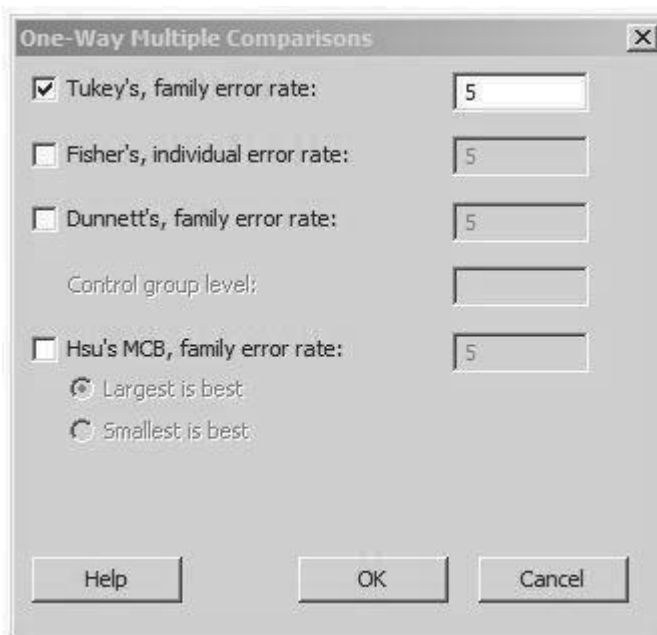 One-Way Multiple Comparisons
Tukey's, family error rate: 5
Fisher's, individual error rate: 5
Dunnett's, family error rate: 5
Control group level:
Hsu's MCB, family error rate: 5
Largest is best
Smallest is best
Help OK Cancel